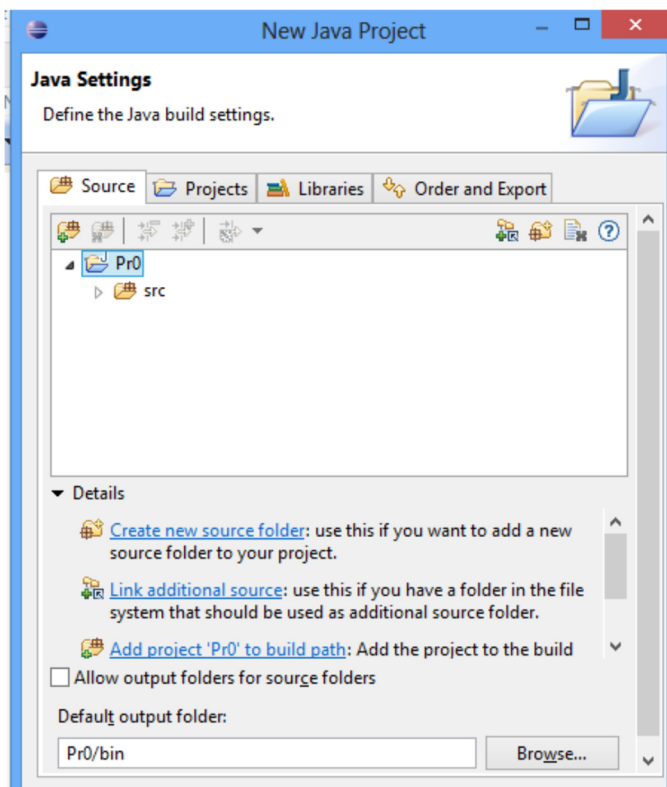 New Java Project
Java Settings
Define the Java build settings.
Source Projects Libraries Order and Export
Pr0
src
Details
Create new source folder: use this if you want to add a new
source folder to your project.
Link additional source: use this if you have a folder in the file
system that should be used as additional source folder.
Add project 'Pr0' to build path: Add the project to the build
Allow output folders for source folders
Default output folder:
Pr0/bin Browse...